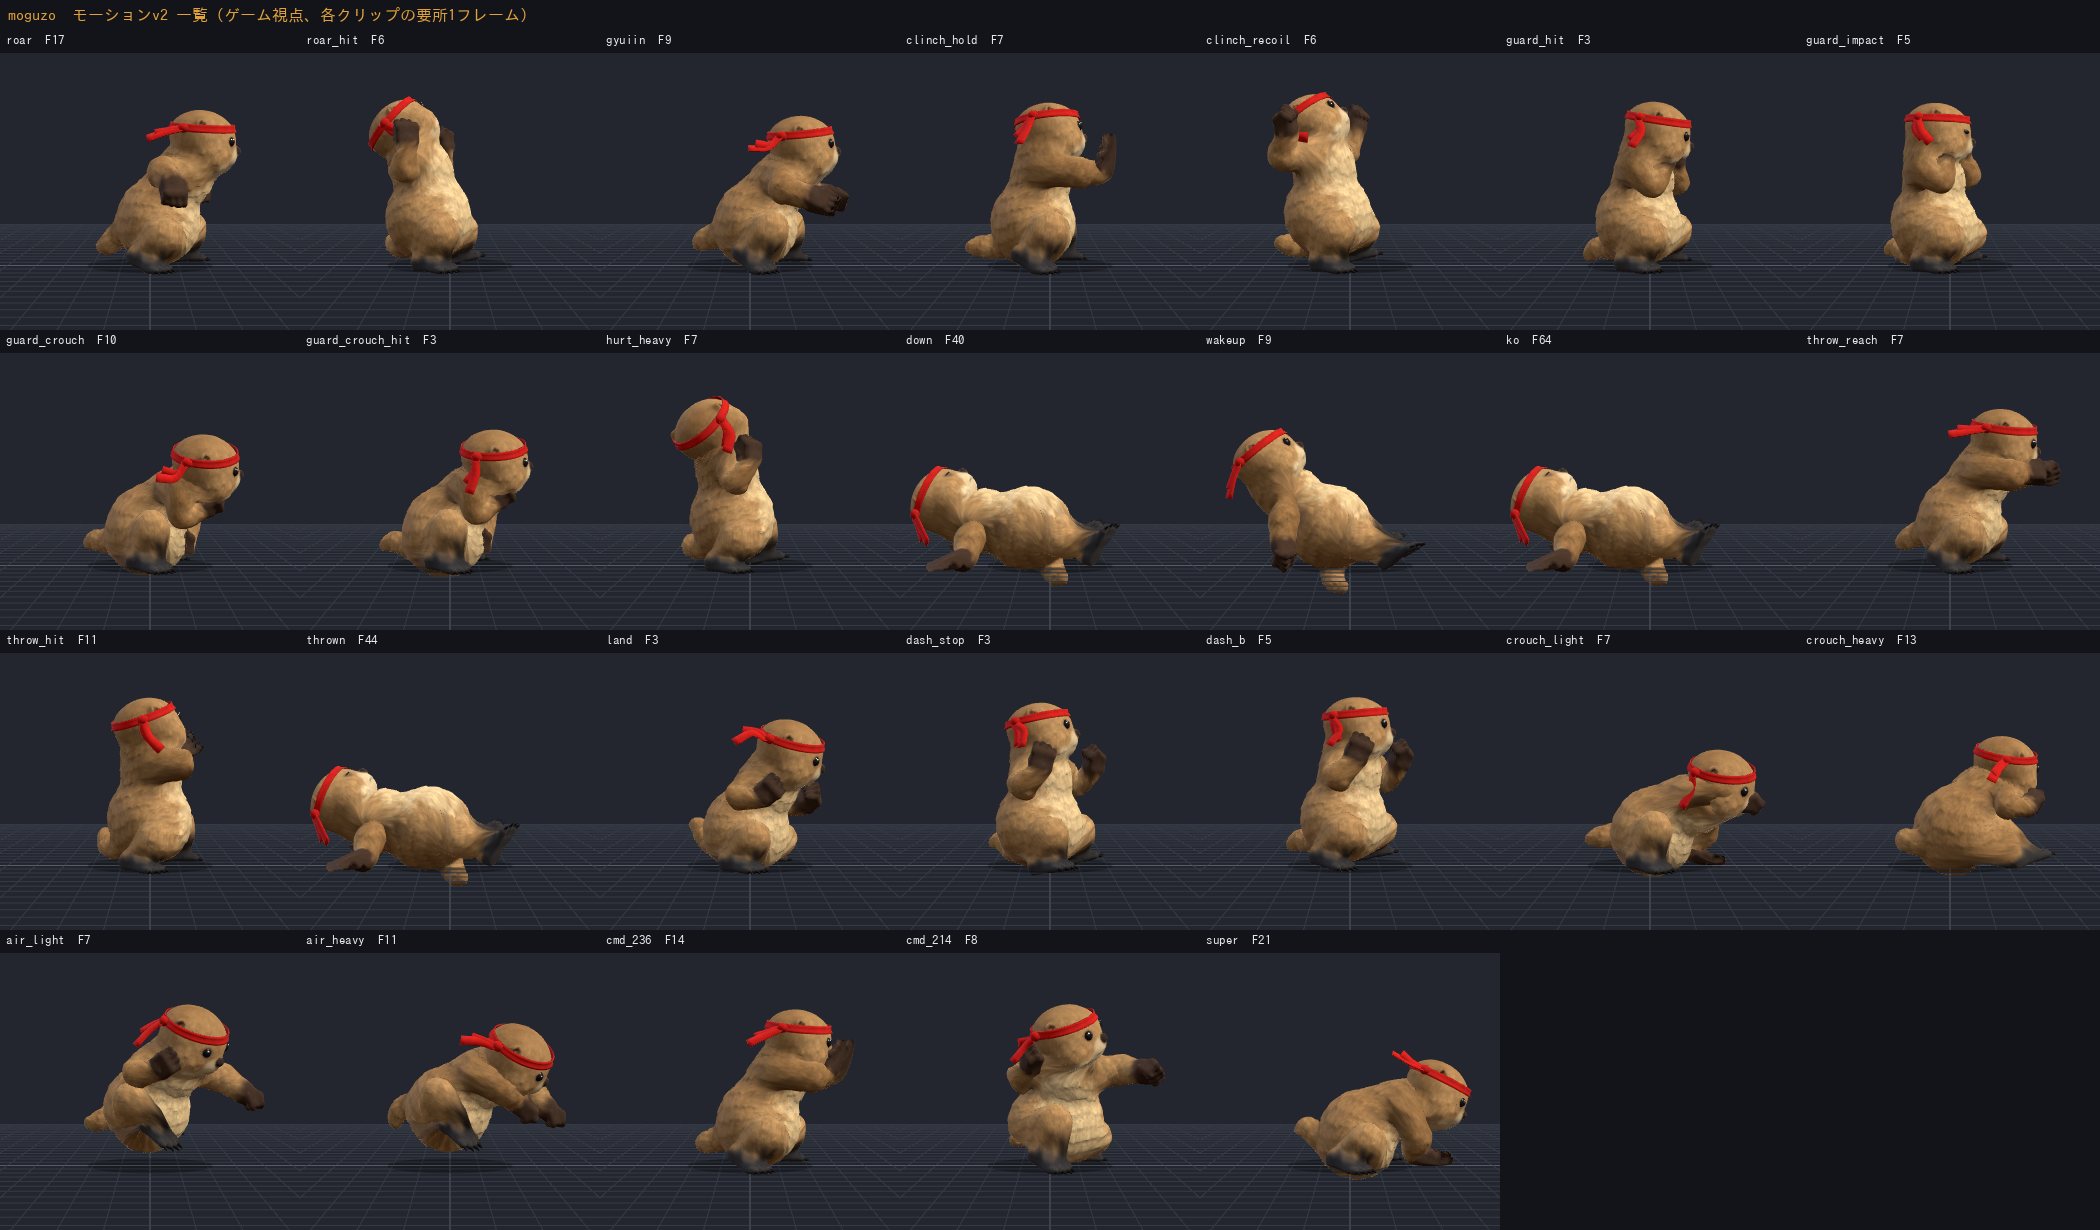 moguzo モーションv2 一覧 (ゲーム視点、各クリップの要所1フレーム)
roar F17 roar_hit F6 gyuiin F9 clinch_hold F7 clinch_recoil F6 guard_hit F3 guard_impact F5
guard_crouch F10 guard_crouch_hit F3 hurt_heavy F7 down F40 wakeup F9 ko F64 throw_reach F7
throw_hit F11 thrown F44 land F3 dash_stop F3 dash_b F5 crouch_light F7 crouch_heavy F13
air_light F7 air_heavy F11 cmd_236 F14 cmd_214 F8 super F21